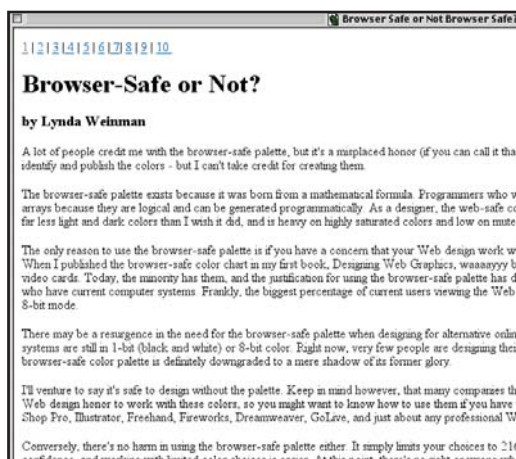 Browser Safe or Not Browser Safe?
1 | 2 | 3 | 4 | 5 | 6 | 7 | 8 | 9 | 10
Browser-Safe or Not?
by Lynda Weinman
A lot of people credit me with the browser-safe palette, but it's a misplaced honor (if you can call it tha
identify and publish the colors - but I can't take credit for creating them.
The browser-safe palette exists because it was born from a mathematical formula. Programmers who w
arrays because they are logical and can be generated programmatically. As a designer, the web-safe co
far less light and dark colors than I wish it did, and is heavy on highly saturated colors and low on mute
The only reason to use the browser-safe palette is if you have a concern that your Web design work w
When I published the browser-safe color chart in my first book, Designing Web Graphics, waaaayyy b
video cards. Today, the minority has them, and the justification for using the browser-safe palette has d
who have current computer systems. Frankly, the biggest percentage of current users viewing the Web
8-bit mode.
There may be a resurgence in the need for the browser-safe palette when designing for alternative onlin
systems are still in 1-bit (black and white) or 8-bit color. Right now, very few people are designing thei
browser-safe color palette is definitely downgraded to a mere shadow of its former glory.
I'll venture to say it's safe to design without the palette. Keep in mind however, that many companies th
Web design honor to work with these colors, so you might want to know how to use them if you have
Shop Pro, Illustrator, Freehand, Fireworks, Dreamweaver, GoLive, and just about any professional W
Conversely, there's no harm in using the browser-safe palette either. It simply limits your choices to 216